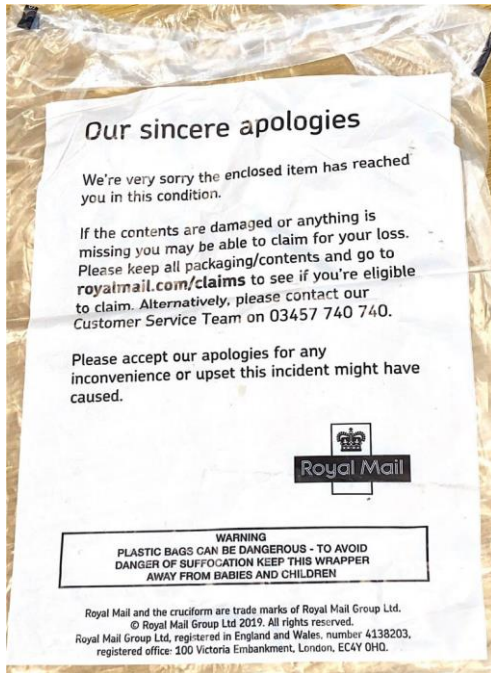 Our sincere apologies
We're very sorry the enclosed item has reached
you in this condition.
If the contents are damaged or anything is
missing you may be able to claim for your loss.
Please keep all packaging/contents and go to
royalmail.com/claims to see if you're eligible
to claim. Alternatively, please contact our
Customer Service Team on 03457 740 740.
Please accept our apologies for any
inconvenience or upset this incident might have
caused.
Royal Mail
WARNING
PLASTIC BAGS CAN BE DANGEROUS - TO AVOID
DANGER OF SUFFOCATION KEEP THIS WRAPPER
AWAY FROM BABIES AND CHILDREN
Royal Mail and the cruciform are trade marks of Royal Mail Group Ltd.
© Royal Mail Group Ltd 2019. All rights reserved.
Royal Mail Group Ltd, registered in England and Wales, number 4138203,
registered office: 100 Victoria Embankment, London, EC4Y 0HQ.